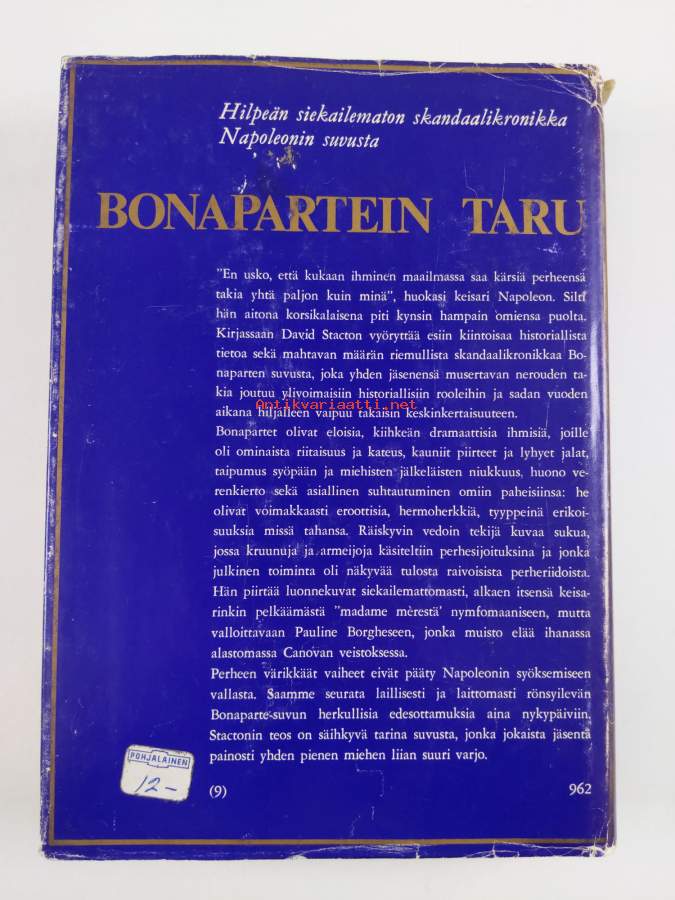 Hilpeän siekailematon skandaalikronikka
Napoleonin suvusta
BONAPARTEIN TARU
"En usko, että kukaan ihminen maailmassa saa kärsiä perheensä
takia yhtä paljon kuin minä", huokasi keisari Napoleon. Silti
hän aitona korsikalaisena piti kynsin hampain omiensa puolta.
Kirjassaan David Stacton vyöryttää esiin kiintoisaa historiallista
tietoa sekä mahtavan määrän riemullista skandaalikronikkaa Bo-
naparten suvusta, joka yhden jäsenensä musertavan nerouden ta-
kia joutuu ylivoimaisiin historiallisiin rooleihin ja sadan vuoden
aikana hiljalleen vaipuu takaisin keskinkertaisuuteen.
Antikvariaatti.net
Bonapartet olivat eloisia, kiihkeän dramaattisia ihmisiä, joille
oli ominaista riitaisuus ja kateus, kauniit piirteet ja lyhyet jalat,
taipumus syöpään ja miehisten jälkeläisten niukkuus, huono ve-
renkierto sekä asiallinen suhtautuminen omiin paheisiinsa: he
olivat voimakkaasti eroottisia, hermoherkkiä, tyyppeinä erikoi-
suuksia missä tahansa. Räiskyvin vedoin tekijä kuvaa sukua,
jossa kruunuja ja armeijoja käsiteltiin perhesijoituksina ja jonka
julkinen toiminta oli näkyvää tulosta raivoisista perheriidoista.
Hän piirtää luonnekuvat siekailemattomasti, alkaen itsensä keisa-
rinkin pelkäämästä "madame mèrestä' nymfomaaniseen, mutta
valloittavaan Pauline Borgheseen, jonka muisto elää ihanassa
alastomassa Canovan veistoksessa.
Perheen värikkäät vaiheet eivät pääty Napoleonin syöksemiseen
vallasta. Saamme seurata laillisesti ja laittomasti rönsyilevän
Bonaparte-suvun herkullisia edesottamuksia aina nykypäiviin.
Stactonin teos on säihkyvä tarina suvusta, jonka jokaista jäsentä
painosti yhden pienen miehen liian suuri varjo.
POHJALAINEN
12-
(9) 962